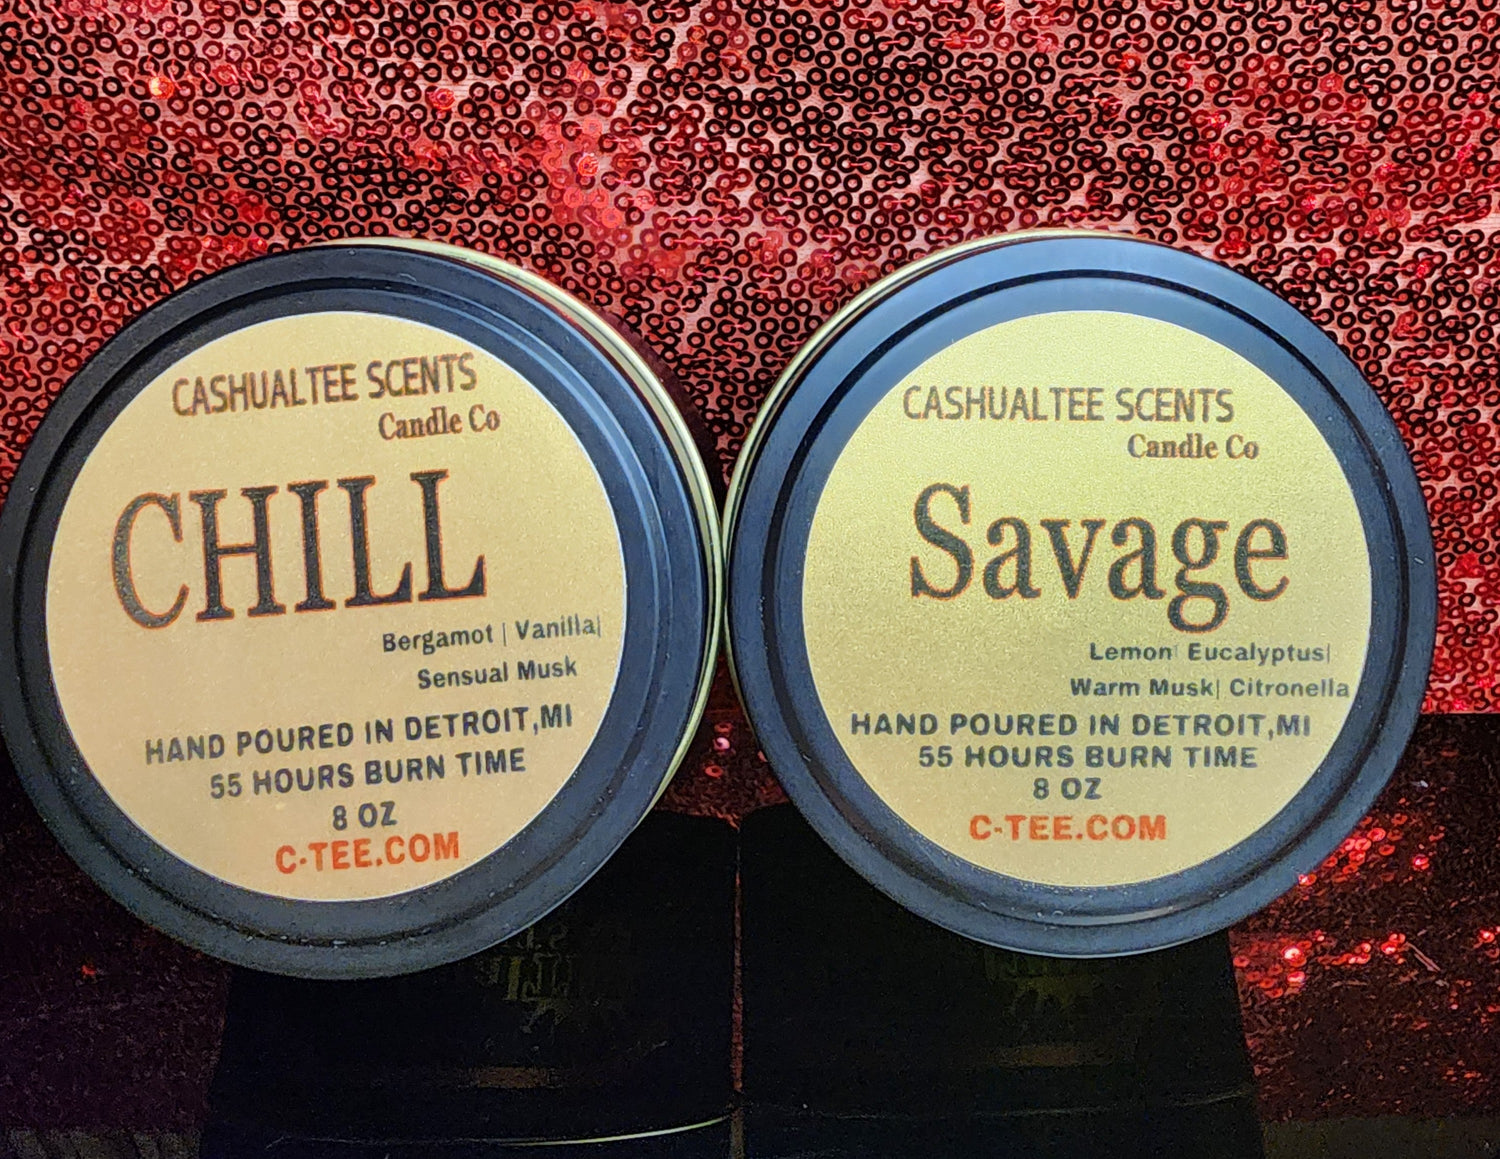 CASHUALTEE SCENTS
Candle Co
CHILL
Bergamot | Vanilla|
Sensual Musk
HAND POURED IN DETROIT,MI
55 HOURS BURN TIME
8 OZ
C-TEE.COM
CASHUALTEE SCENTS
Candle Co
Savage
Lemon| Eucalyptus|
Warm Musk| Citronella
HAND POURED IN DETROIT,MI
55 HOURS BURN TIME
8 OZ
C-TEE.COM